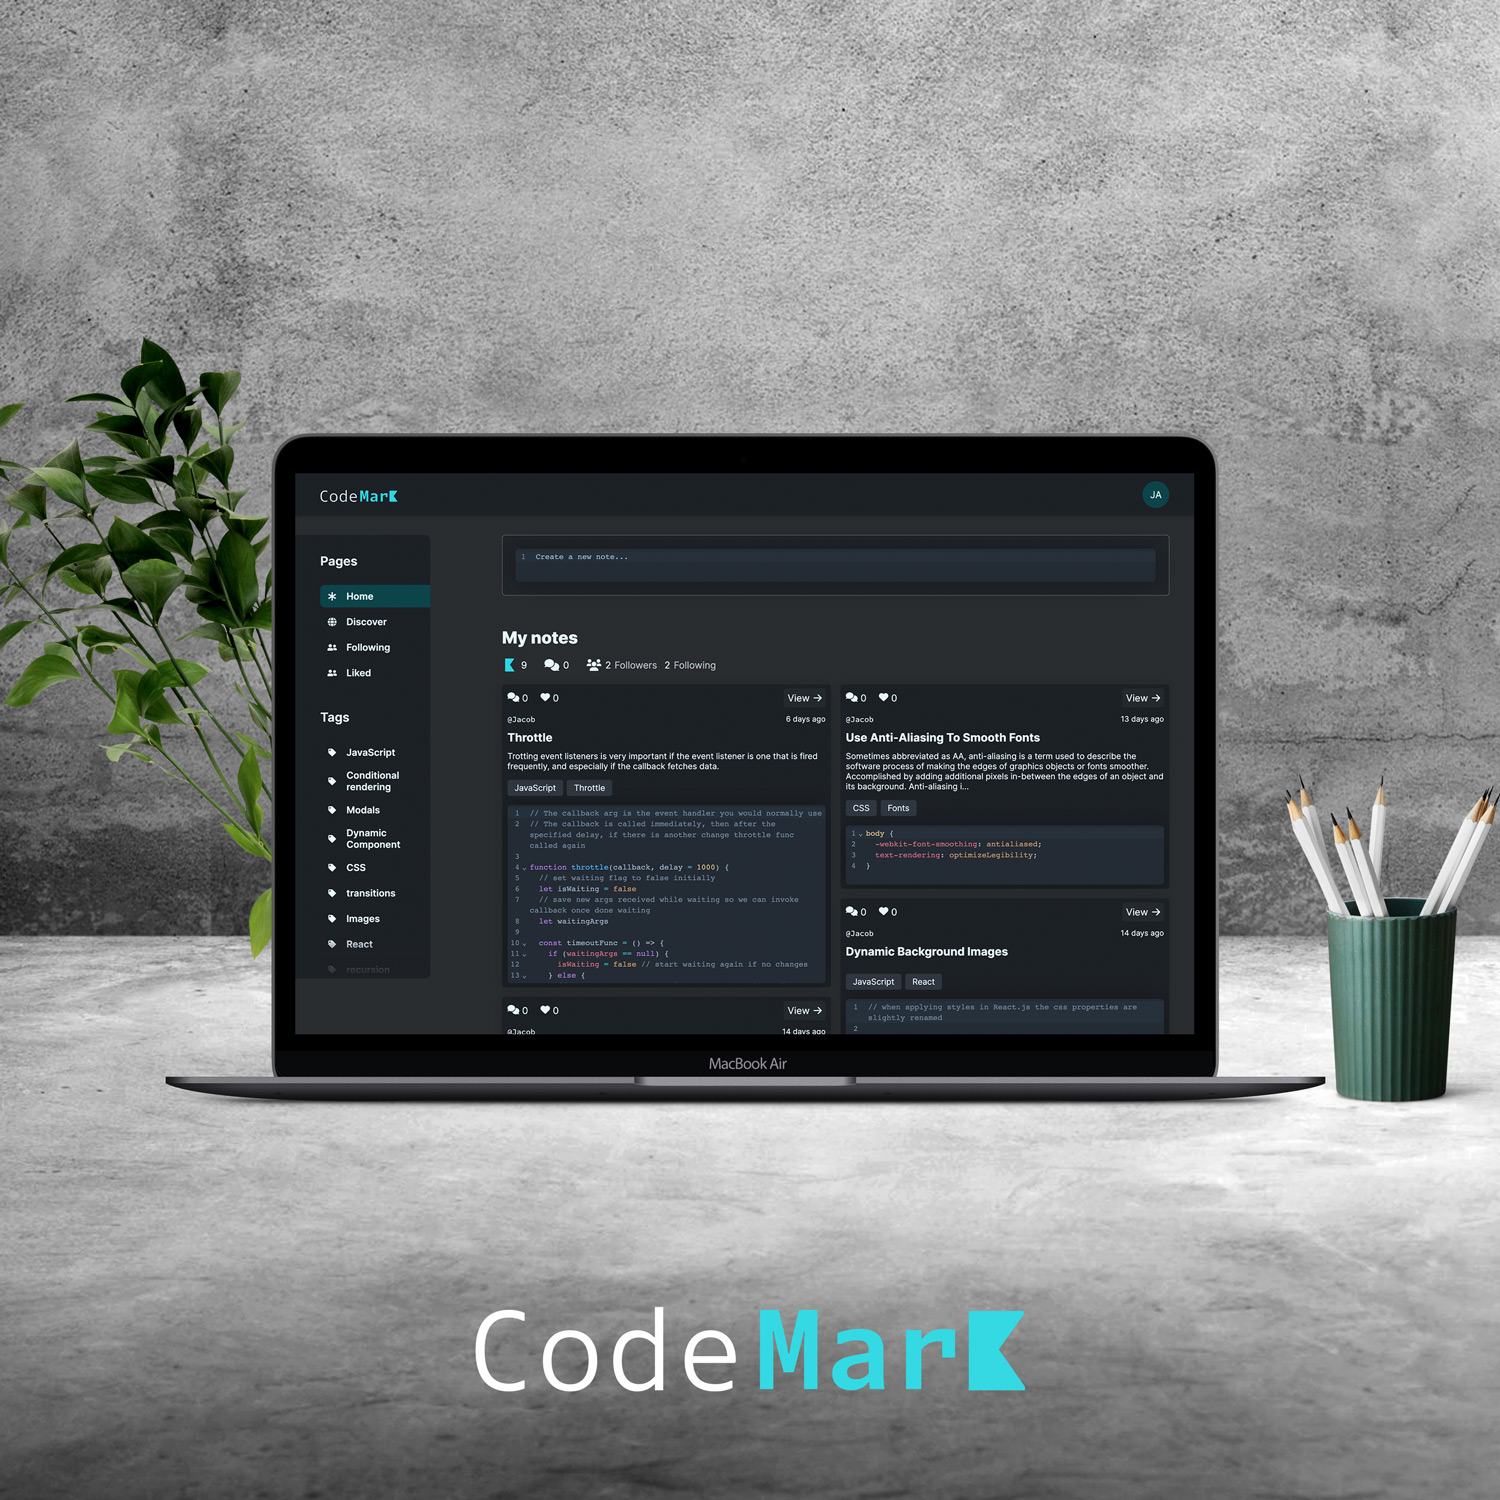 CodeMark
JA
Pages
Home
Discover
Following
Liked
Tags
JavaScript
Conditional
rendering
Modals
Dynamic
Component
CSS
transitions
Images
React
recursion
1 Create a new note...
My notes
9 0 2 Followers 2 Following
0 0 View →
@Jacob 6 days ago
Throttle
Trotting event listeners is very important if the event listener is one that is fired
frequently, and especially if the callback fetches data.
JavaScript Throttle
1 // The callback arg is the event handler you would normally use
2 // The callback is called immediately, then after the
specified delay, if there is another change throttle func
called again
3
4 function throttle(callback, delay = 1000) {
5 // set waiting flag to false initially
6 let isWaiting = false
7 // save new args received while waiting so we can invoke
callback once done waiting
8 let waitingArgs
9
10 const timeoutFunc = () => {
11 if (waitingArgs == null) {
12 isWaiting = false // start waiting again if no changes
13 } else {
0 0 View →
@Jacob 14 days ago
0 0 View →
@Jacob 13 days ago
Use Anti-Aliasing To Smooth Fonts
Sometimes abbreviated as AA, anti-aliasing is a term used to describe the
software process of making the edges of graphics objects or fonts smoother.
Accomplished by adding additional pixels in-between the edges of an object and
its background. Anti-aliasing i...
CSS Fonts
1 body {
2 -webkit-font-smoothing: antialiased;
3 text-rendering: optimizeLegibility;
4 }
0 0 View →
@Jacob 14 days ago
Dynamic Background Images
JavaScript React
1 // when applying styles in React.js the css properties are
slightly renamed
2
MacBook Air
CodeMark